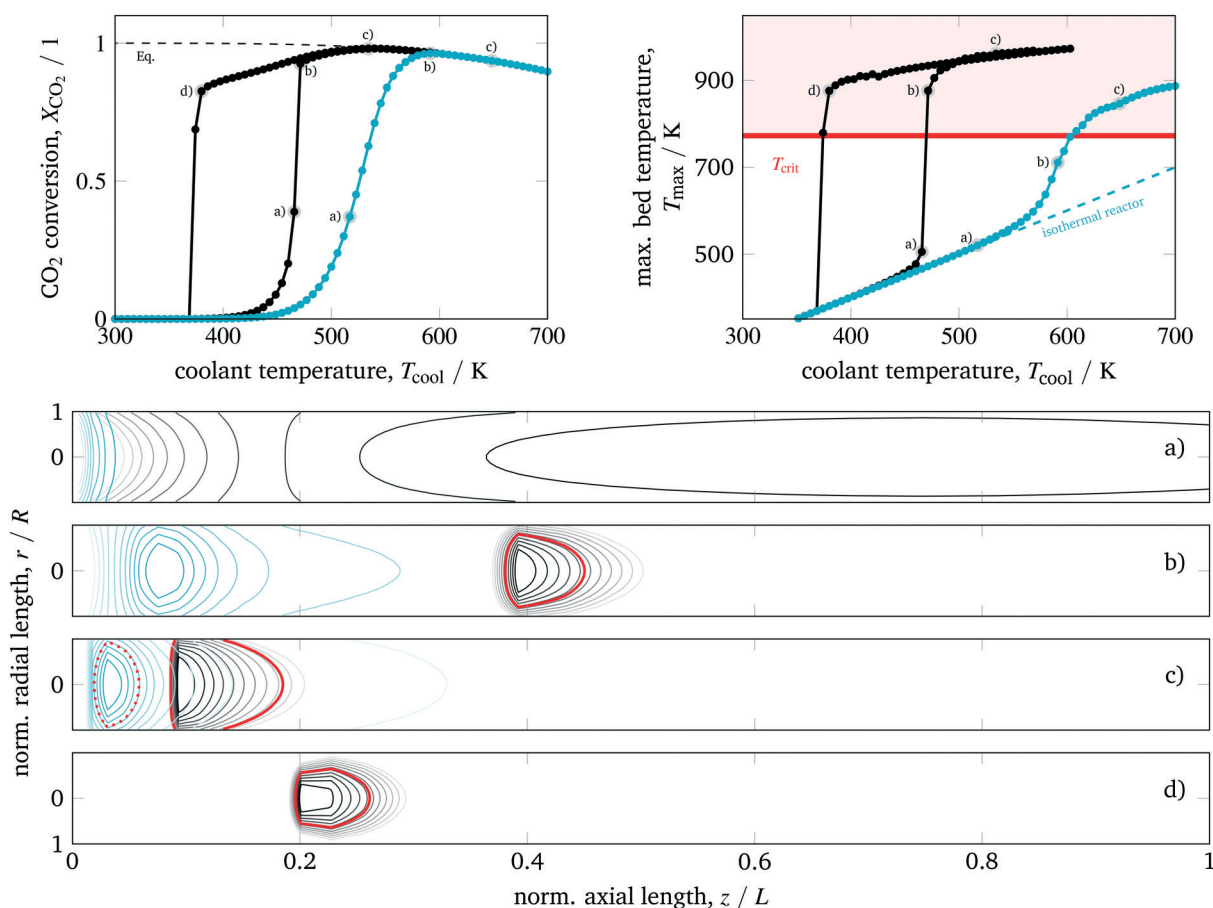 1
0.5
0
CO2 conversion, XCO2 / 1
Eq.
d)
c)
c)
b)
b)
a)
a)
300 400 500 600 700
coolant temperature, Tcool / K
900
700
500
max. bed temperature,
Tmax / K
d)
c)
b)
c)
b)
a)
a)
Tcrit
isothermal reactor
300 400 500 600 700
coolant temperature, Tcool / K
norm. radial length, r / R
1
0
a)
0
b)
0
c)
0
d)
1
0 0.2 0.4 0.6 0.8 1
norm. axial length, z / L